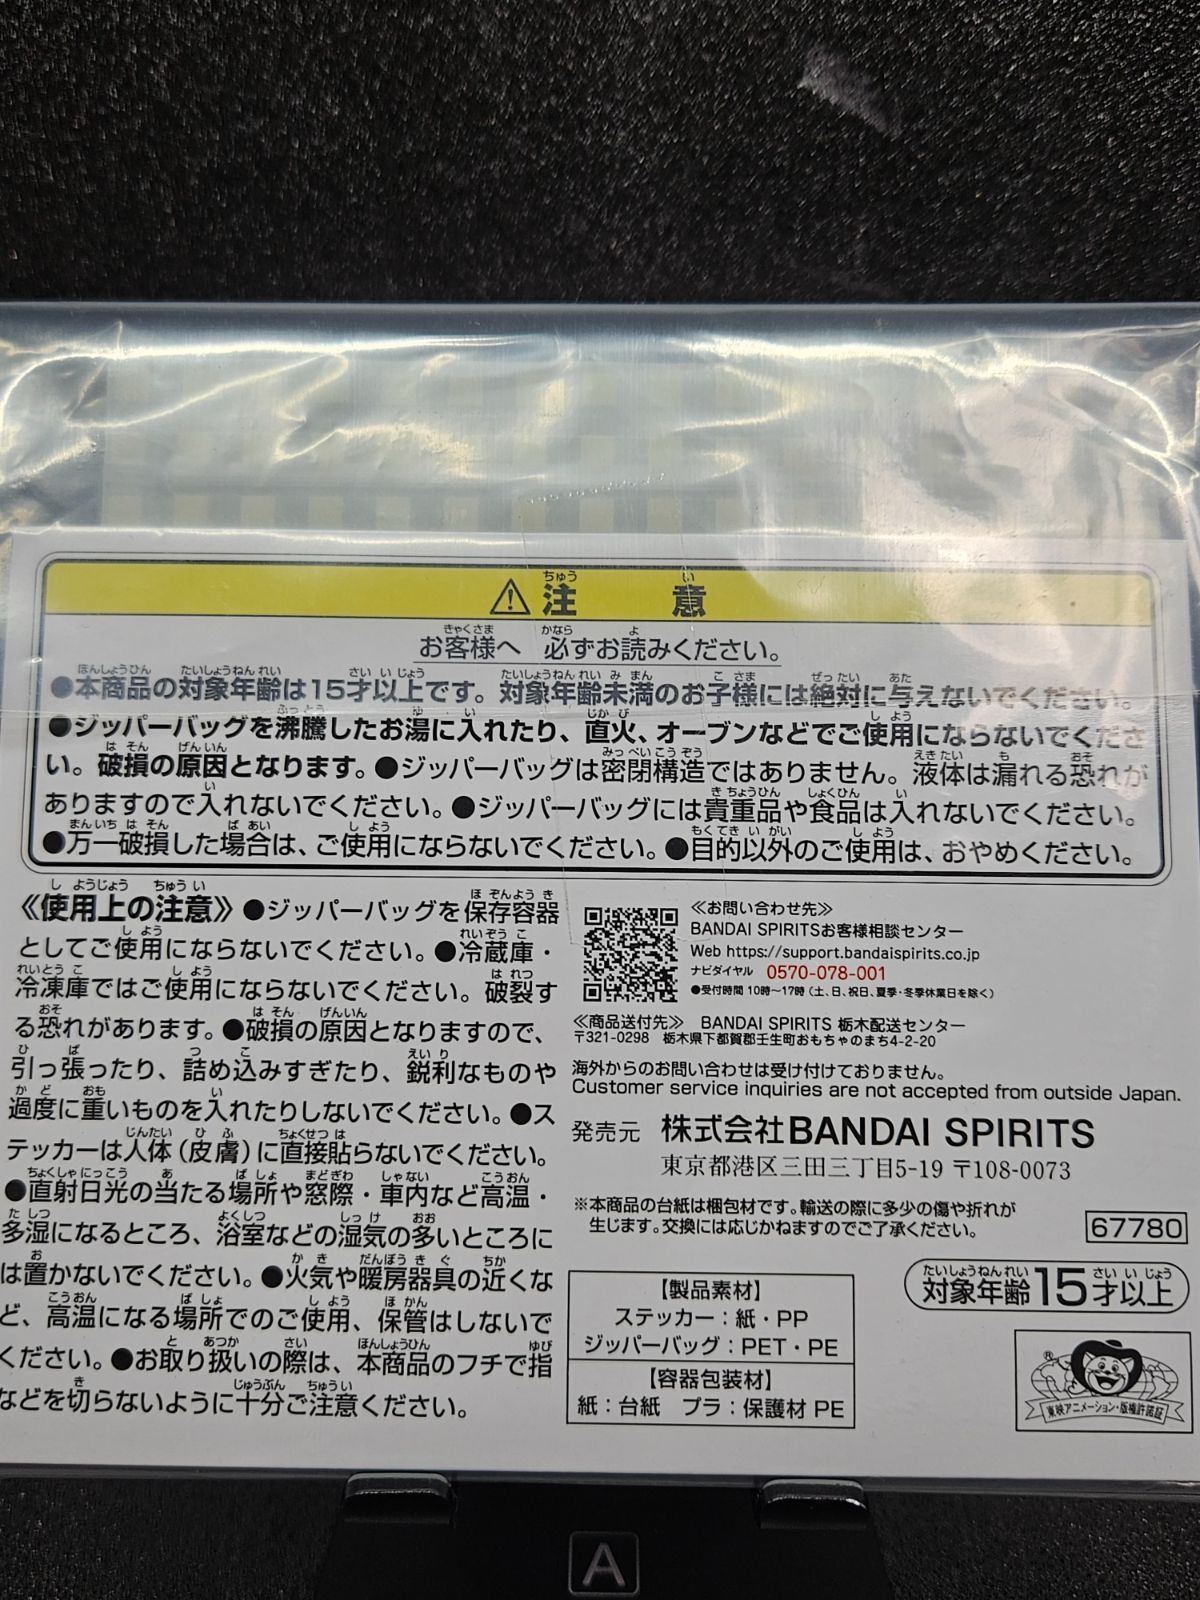 ⚠注意
お客様へ 必ずお読みください。
●本商品の対象年齢は15才以上です。対象年齢未満のお子様には絶対に与えないでください。
●ジッパーバッグを沸騰したお湯に入れたり、直火、オーブンなどでご使用にならないでくださ
い。破損の原因となります。●ジッパーバッグは密閉構造ではありません。液体は漏れる恐れが
ありますので入れないでください。●ジッパーバッグには貴重品や食品は入れないでください。
●万一破損した場合は、ご使用にならないでください。●目的以外のご使用は、おやめください。
《使用上の注意》●ジッパーバッグを保存容器
としてご使用にならないでください。●冷蔵庫・
冷凍庫ではご使用にならないでください。破裂す
る恐れがあります。●破損の原因となりますので、
引っ張ったり、詰め込みすぎたり、鋭利なものや
過度に重いものを入れたりしないでください。●ス
テッカーは人体(皮膚)に直接貼らないでください。
●直射日光の当たる場所や窓際・車内など高温・
多湿になるところ、浴室などの湿気の多いところに
は置かないでください。●火気や暖房器具の近くな
ど、高温になる場所でのご使用、保管はしないで
ください。●お取り扱いの際は、本商品のフチで指
などを切らないように十分ご注意ください。
《お問い合わせ先》
BANDAI SPIRITSお客様相談センター
Web https://support.bandaispirits.co.jp
ナビダイヤル 0570-078-001
●受付時間 10時~17時(土、日、祝日、夏季・冬季休業日を除く)
《商品送付先》 BANDAI SPIRITS 栃木配送センター
〒321-0298 栃木県下都賀郡壬生町おもちゃのまち4-2-20
海外からのお問い合わせは受け付けておりません。
Customer service inquiries are not accepted from outside Japan.
発売元 株式会社BANDAI SPIRITS
東京都港区三田三丁目5-19 〒108-0073
※本商品の台紙は梱包材です。輸送の際に多少の傷や折れが
生じます。交換には応じかねますのでご了承ください。
67780
対象年齢15才以上
【製品素材】
ステッカー:紙・PP
ジッパーバッグ:PET・PE
【容器包装材】
紙:台紙 プラ:保護材 PE
®
東映アニメーション・版権許諾証
A